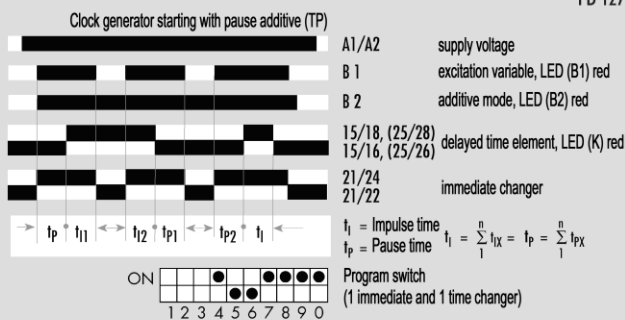 FD 127
Clock generator starting with pause additive (TP)
A1/A2 supply voltage
B 1 excitation variable, LED (B1) red
B 2 additive mode, LED (B2) red
15/18, (25/28)
15/16, (25/26) delayed time element, LED (K) red
21/24
21/22 immediate changer
tP tI1 tI2 tP1 tP2 tI
tI = Impulse time
tP = Pause time
tI = n∑1 tIX = tP = n∑1 tPX
ON
1 2 3 4 5 6 7 8 9 0
Program switch
(1 immediate and 1 time changer)